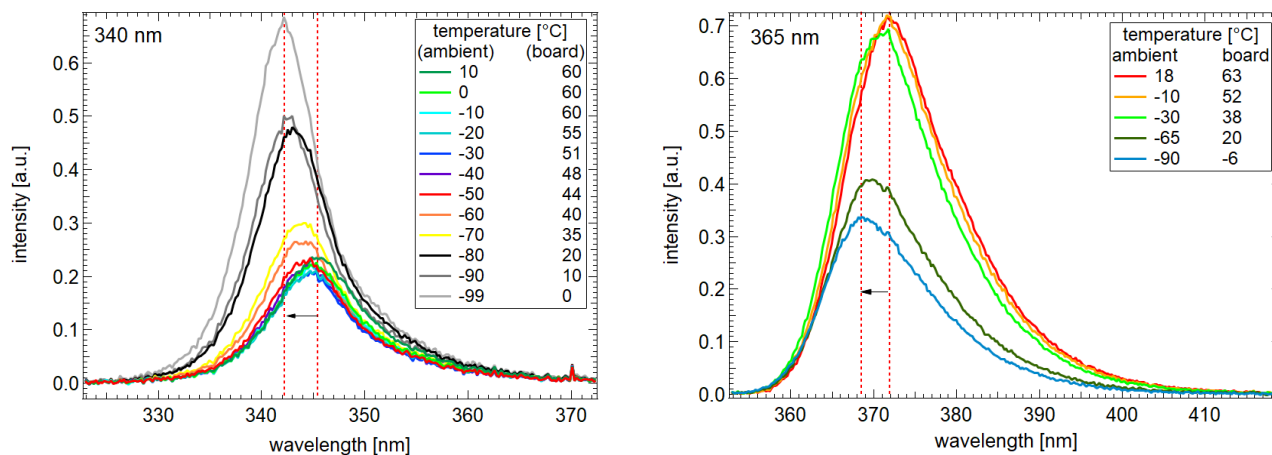 340 nm
temperature [°C]
(ambient) (board)
10 60
0 60
-10 60
-20 55
-30 51
-40 48
-50 44
-60 40
-70 35
-80 20
-90 10
-99 0
intensity [a.u.]
0.6
0.5
0.4
0.3
0.2
0.1
0.0
330 340 350 360 370
wavelength [nm]
365 nm
temperature [°C]
ambient board
18 63
-10 52
-30 38
-65 20
-90 -6
intensity [a.u.]
0.7
0.6
0.5
0.4
0.3
0.2
0.1
0.0
360 370 380 390 400 410
wavelength [nm]